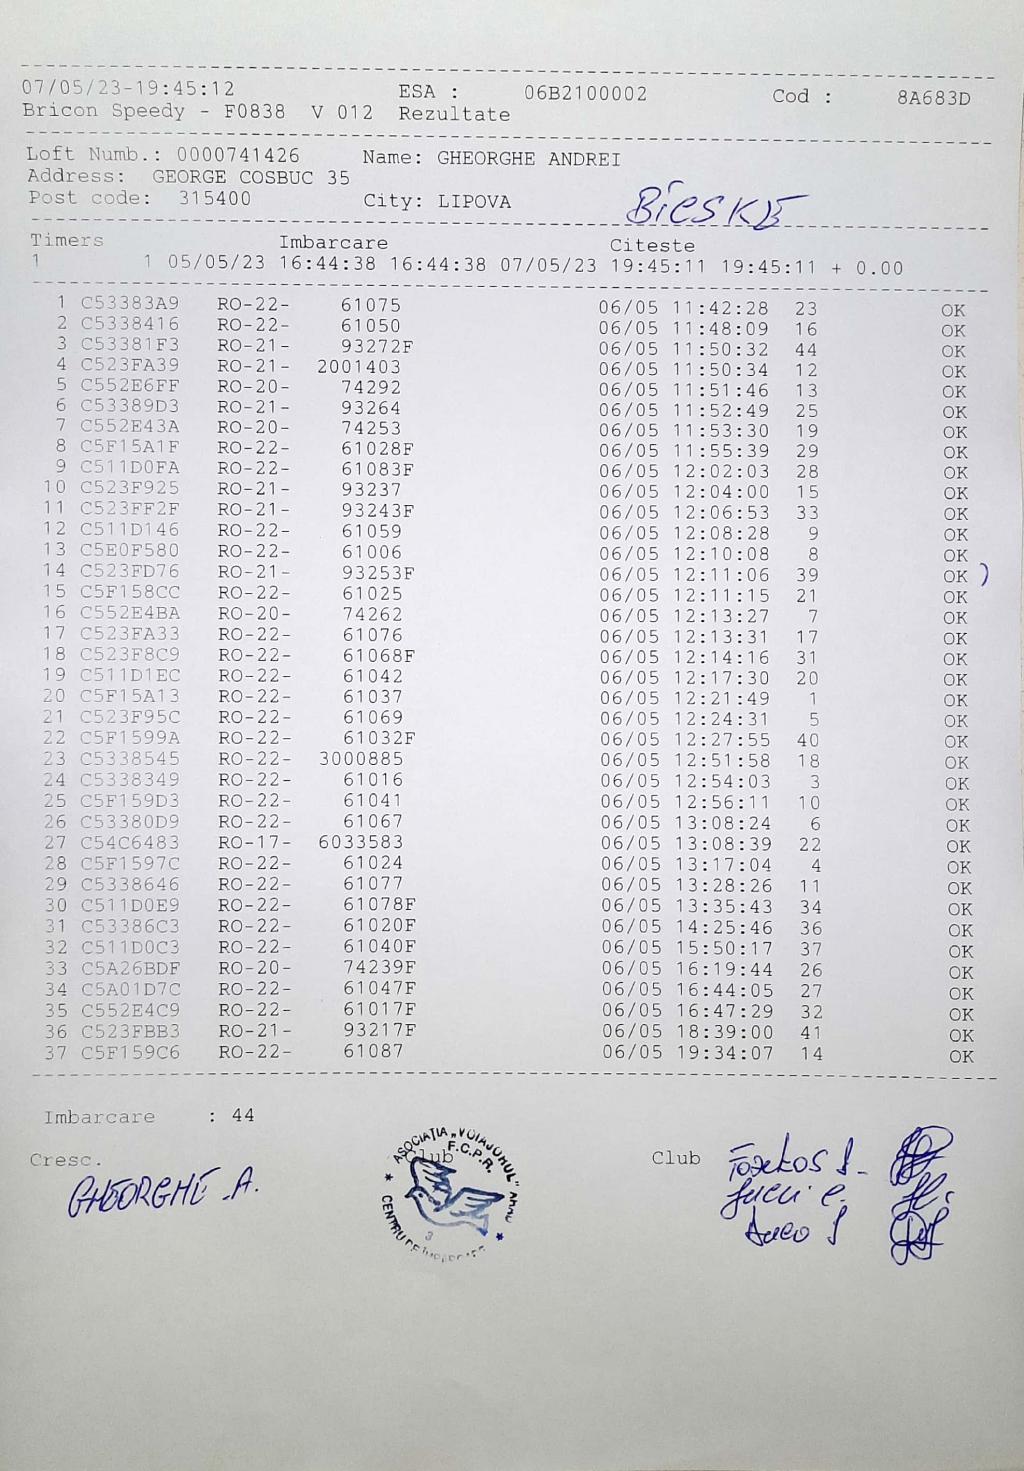 07/05/23-19:45:12 ESA : 06B2100002 Cod : 8A683D
Bricon Speedy - F0838 V 012 Rezultate
Loft Numb.: 0000741426 Name: GHEORGHE ANDREI
Address: GEORGE COSBUC 35
Post code: 315400 City: LIPOVA
BiCSKE
Timers Imbarcare Citeste
1 1 05/05/23 16:44:38 16:44:38 07/05/23 19:45:11 19:45:11 + 0.00
1 C53383A9 RO-22- 61075 06/05 11:42:28 23 OK
2 C5338416 RO-22- 61050 06/05 11:48:09 16 OK
3 C53381F3 RO-21- 93272F 06/05 11:50:32 44 OK
4 C523FA39 RO-21- 2001403 06/05 11:50:34 12 OK
5 C552E6FF RO-20- 74292 06/05 11:51:46 13 OK
6 C53389D3 RO-21- 93264 06/05 11:52:49 25 OK
7 C552E43A RO-20- 74253 06/05 11:53:30 19 OK
8 C5F15A1F RO-22- 61028F 06/05 11:55:39 29 OK
9 C511D0FA RO-22- 61083F 06/05 12:02:03 28 OK
10 C523F925 RO-21- 93237 06/05 12:04:00 15 OK
11 C523FF2F RO-21- 93243F 06/05 12:06:53 33 OK
12 C511D146 RO-22- 61059 06/05 12:08:28 9 OK
13 C5E0F580 RO-22- 61006 06/05 12:10:08 8 OK
14 C523FD76 RO-21- 93253F 06/05 12:11:06 39 OK )
15 C5F158CC RO-22- 61025 06/05 12:11:15 21 OK
16 C552E4BA RO-20- 74262 06/05 12:13:27 7 OK
17 C523FA33 RO-22- 61076 06/05 12:13:31 17 OK
18 C523F8C9 RO-22- 61068F 06/05 12:14:16 31 OK
19 C511D1EC RO-22- 61042 06/05 12:17:30 20 OK
20 C5F15A13 RO-22- 61037 06/05 12:21:49 1 OK
21 C523F95C RO-22- 61069 06/05 12:24:31 5 OK
22 C5F1599A RO-22- 61032F 06/05 12:27:55 40 OK
23 C5338545 RO-22- 3000885 06/05 12:51:58 18 OK
24 C5338349 RO-22- 61016 06/05 12:54:03 3 OK
25 C5F159D3 RO-22- 61041 06/05 12:56:11 10 OK
26 C53380D9 RO-22- 61067 06/05 13:08:24 6 OK
27 C54C6483 RO-17- 6033583 06/05 13:08:39 22 OK
28 C5F1597C RO-22- 61024 06/05 13:17:04 4 OK
29 C5338646 RO-22- 61077 06/05 13:28:26 11 OK
30 C511D0E9 RO-22- 61078F 06/05 13:35:43 34 OK
31 C53386C3 RO-22- 61020F 06/05 14:25:46 36 OK
32 C511D0C3 RO-22- 61040F 06/05 15:50:17 37 OK
33 C5A26BDF RO-20- 74239F 06/05 16:19:44 26 OK
34 C5A01D7C RO-22- 61047F 06/05 16:44:05 27 OK
35 C552E4C9 RO-22- 61017F 06/05 16:47:29 32 OK
36 C523FBB3 RO-21- 93217F 06/05 18:39:00 41 OK
37 C5F159C6 RO-22- 61087 06/05 19:34:07 14 OK
Imbarcare : 44
Cresc. Club Club
GHEORGHE .A.
ASOCIAŢIA „VOIAJORUL" ARAD
F.C.P.R.
3